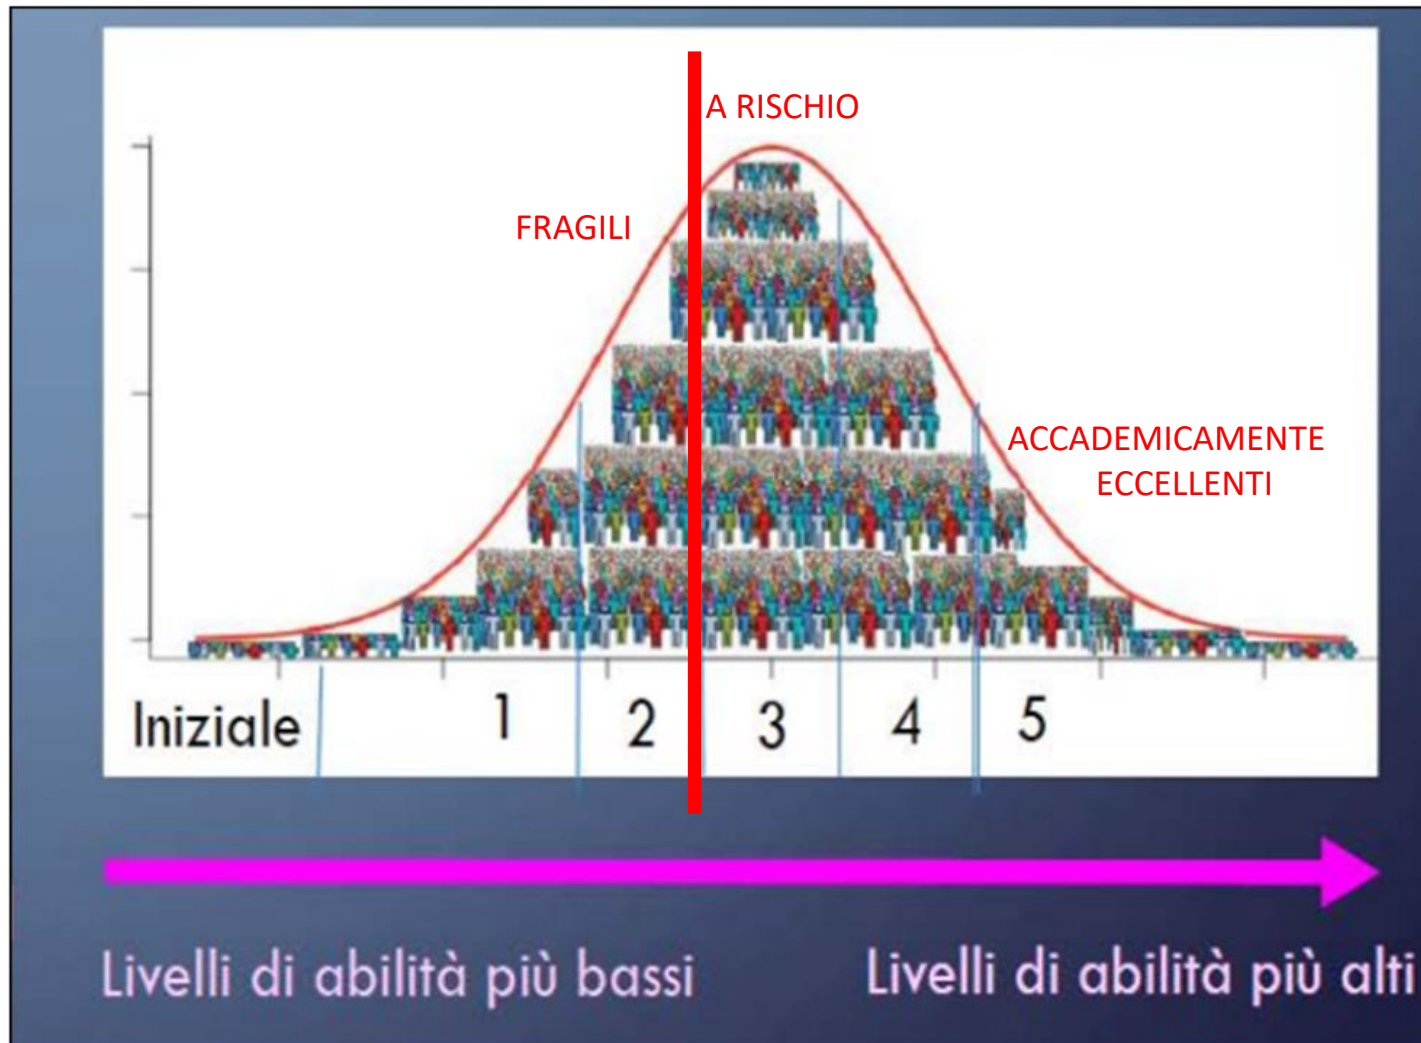 A RISCHIO
FRAGILI
ACCADEMICAMENTE
ECCELLENTI
Iniziale 1 2 3 4 5
Livelli di abilità più bassi Livelli di abilità più alti